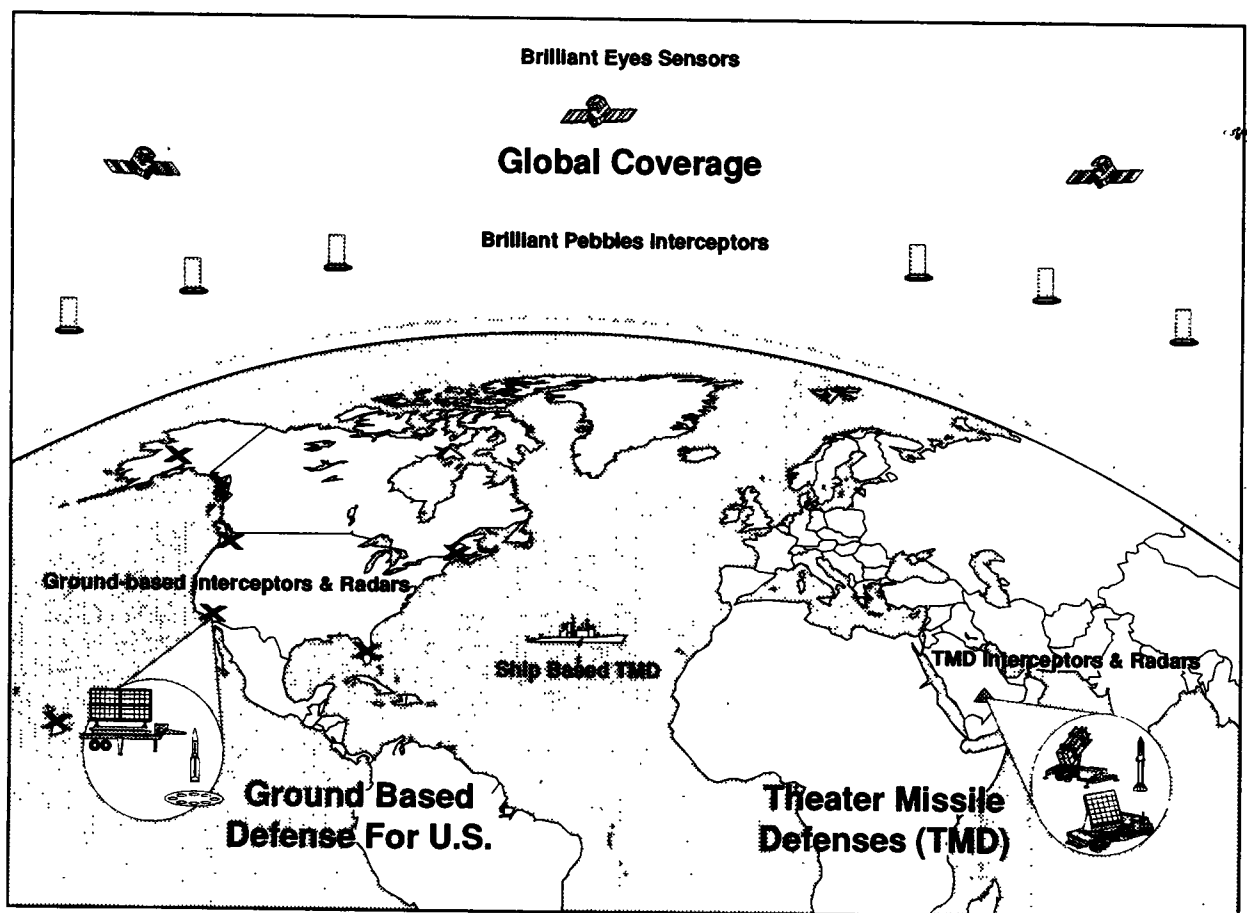 Brilliant Eyes Sensors
Global Coverage
Brilliant Pebbles Interceptors
Ground-based Interceptors & Radars
Ship Based TMD
TMD Interceptors & Radars
Ground Based
Defense For U.S.
Theater Missile
Defenses (TMD)